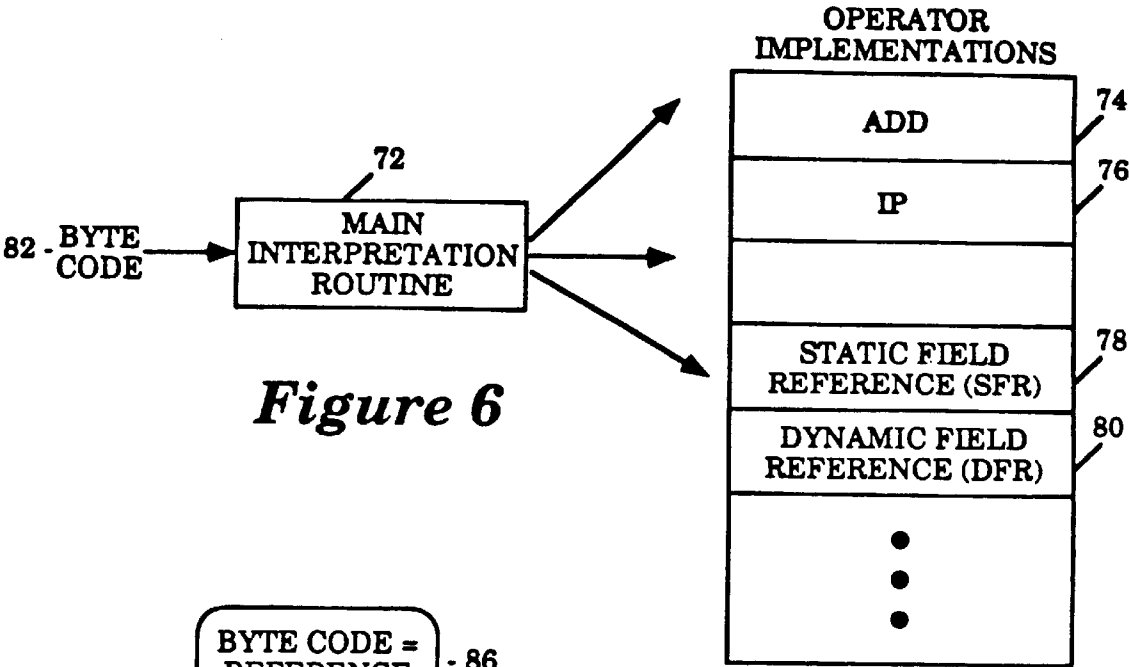 OPERATOR
IMPLEMENTATIONS
74
ADD
72
76
IP
82 - BYTE
CODE
MAIN
INTERPRETATION
ROUTINE
78
STATIC FIELD
REFERENCE (SFR)
Figure 6
80
DYNAMIC FIELD
REFERENCE (DFR)
BYTE CODE =
REFERENCE
- 86